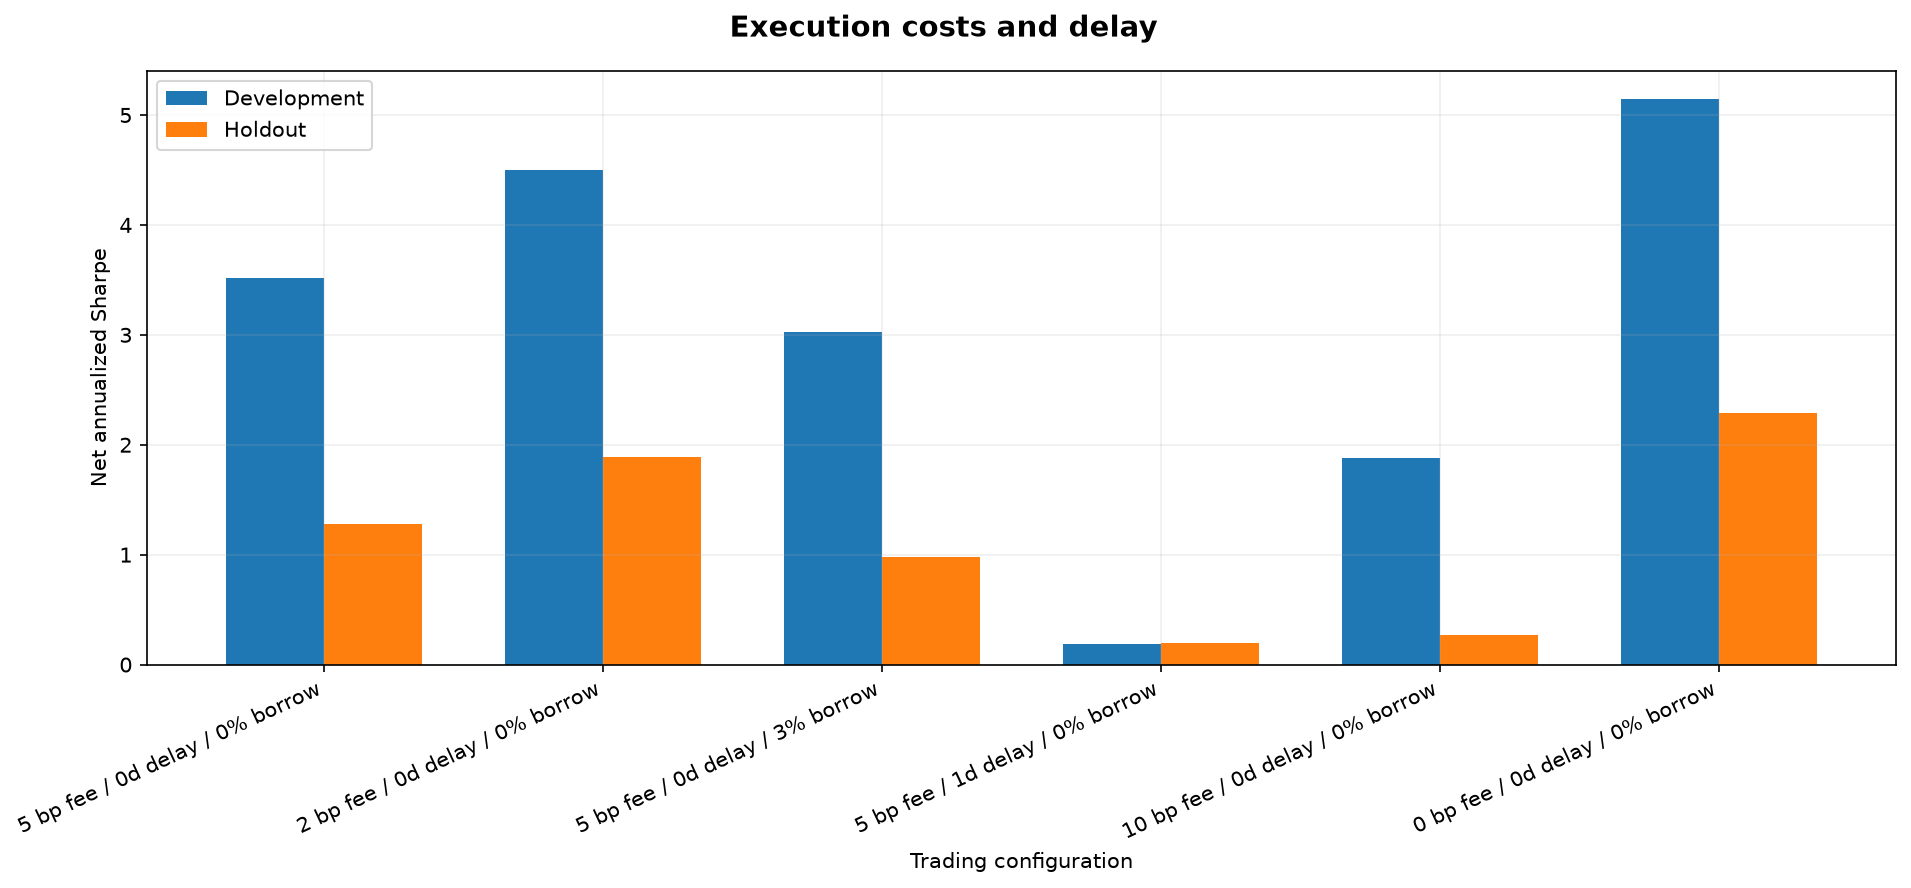 Execution costs and delay
Development
Holdout
Net annualized Sharpe
5
4
3
2
1
0
5 bp fee / 0d delay / 0% borrow
2 bp fee / 0d delay / 0% borrow
5 bp fee / 0d delay / 3% borrow
5 bp fee / 1d delay / 0% borrow
10 bp fee / 0d delay / 0% borrow
0 bp fee / 0d delay / 0% borrow
Trading configuration